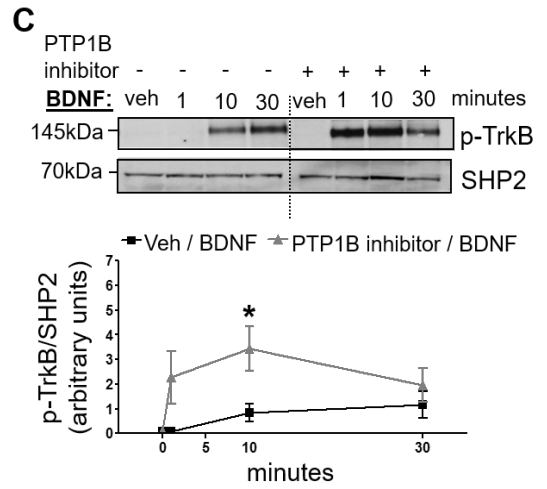 C
PTP1B
inhibitor - - - - + + + +
BDNF: veh 1 10 30 veh 1 10 30 minutes
145kDa p-TrkB
70kDa SHP2
Veh / BDNF PTP1B inhibitor / BDNF
p-TrkB/SHP2
(arbitrary units)
7
6
5
4
3
2
1
0
*
0 5 10 30
minutes